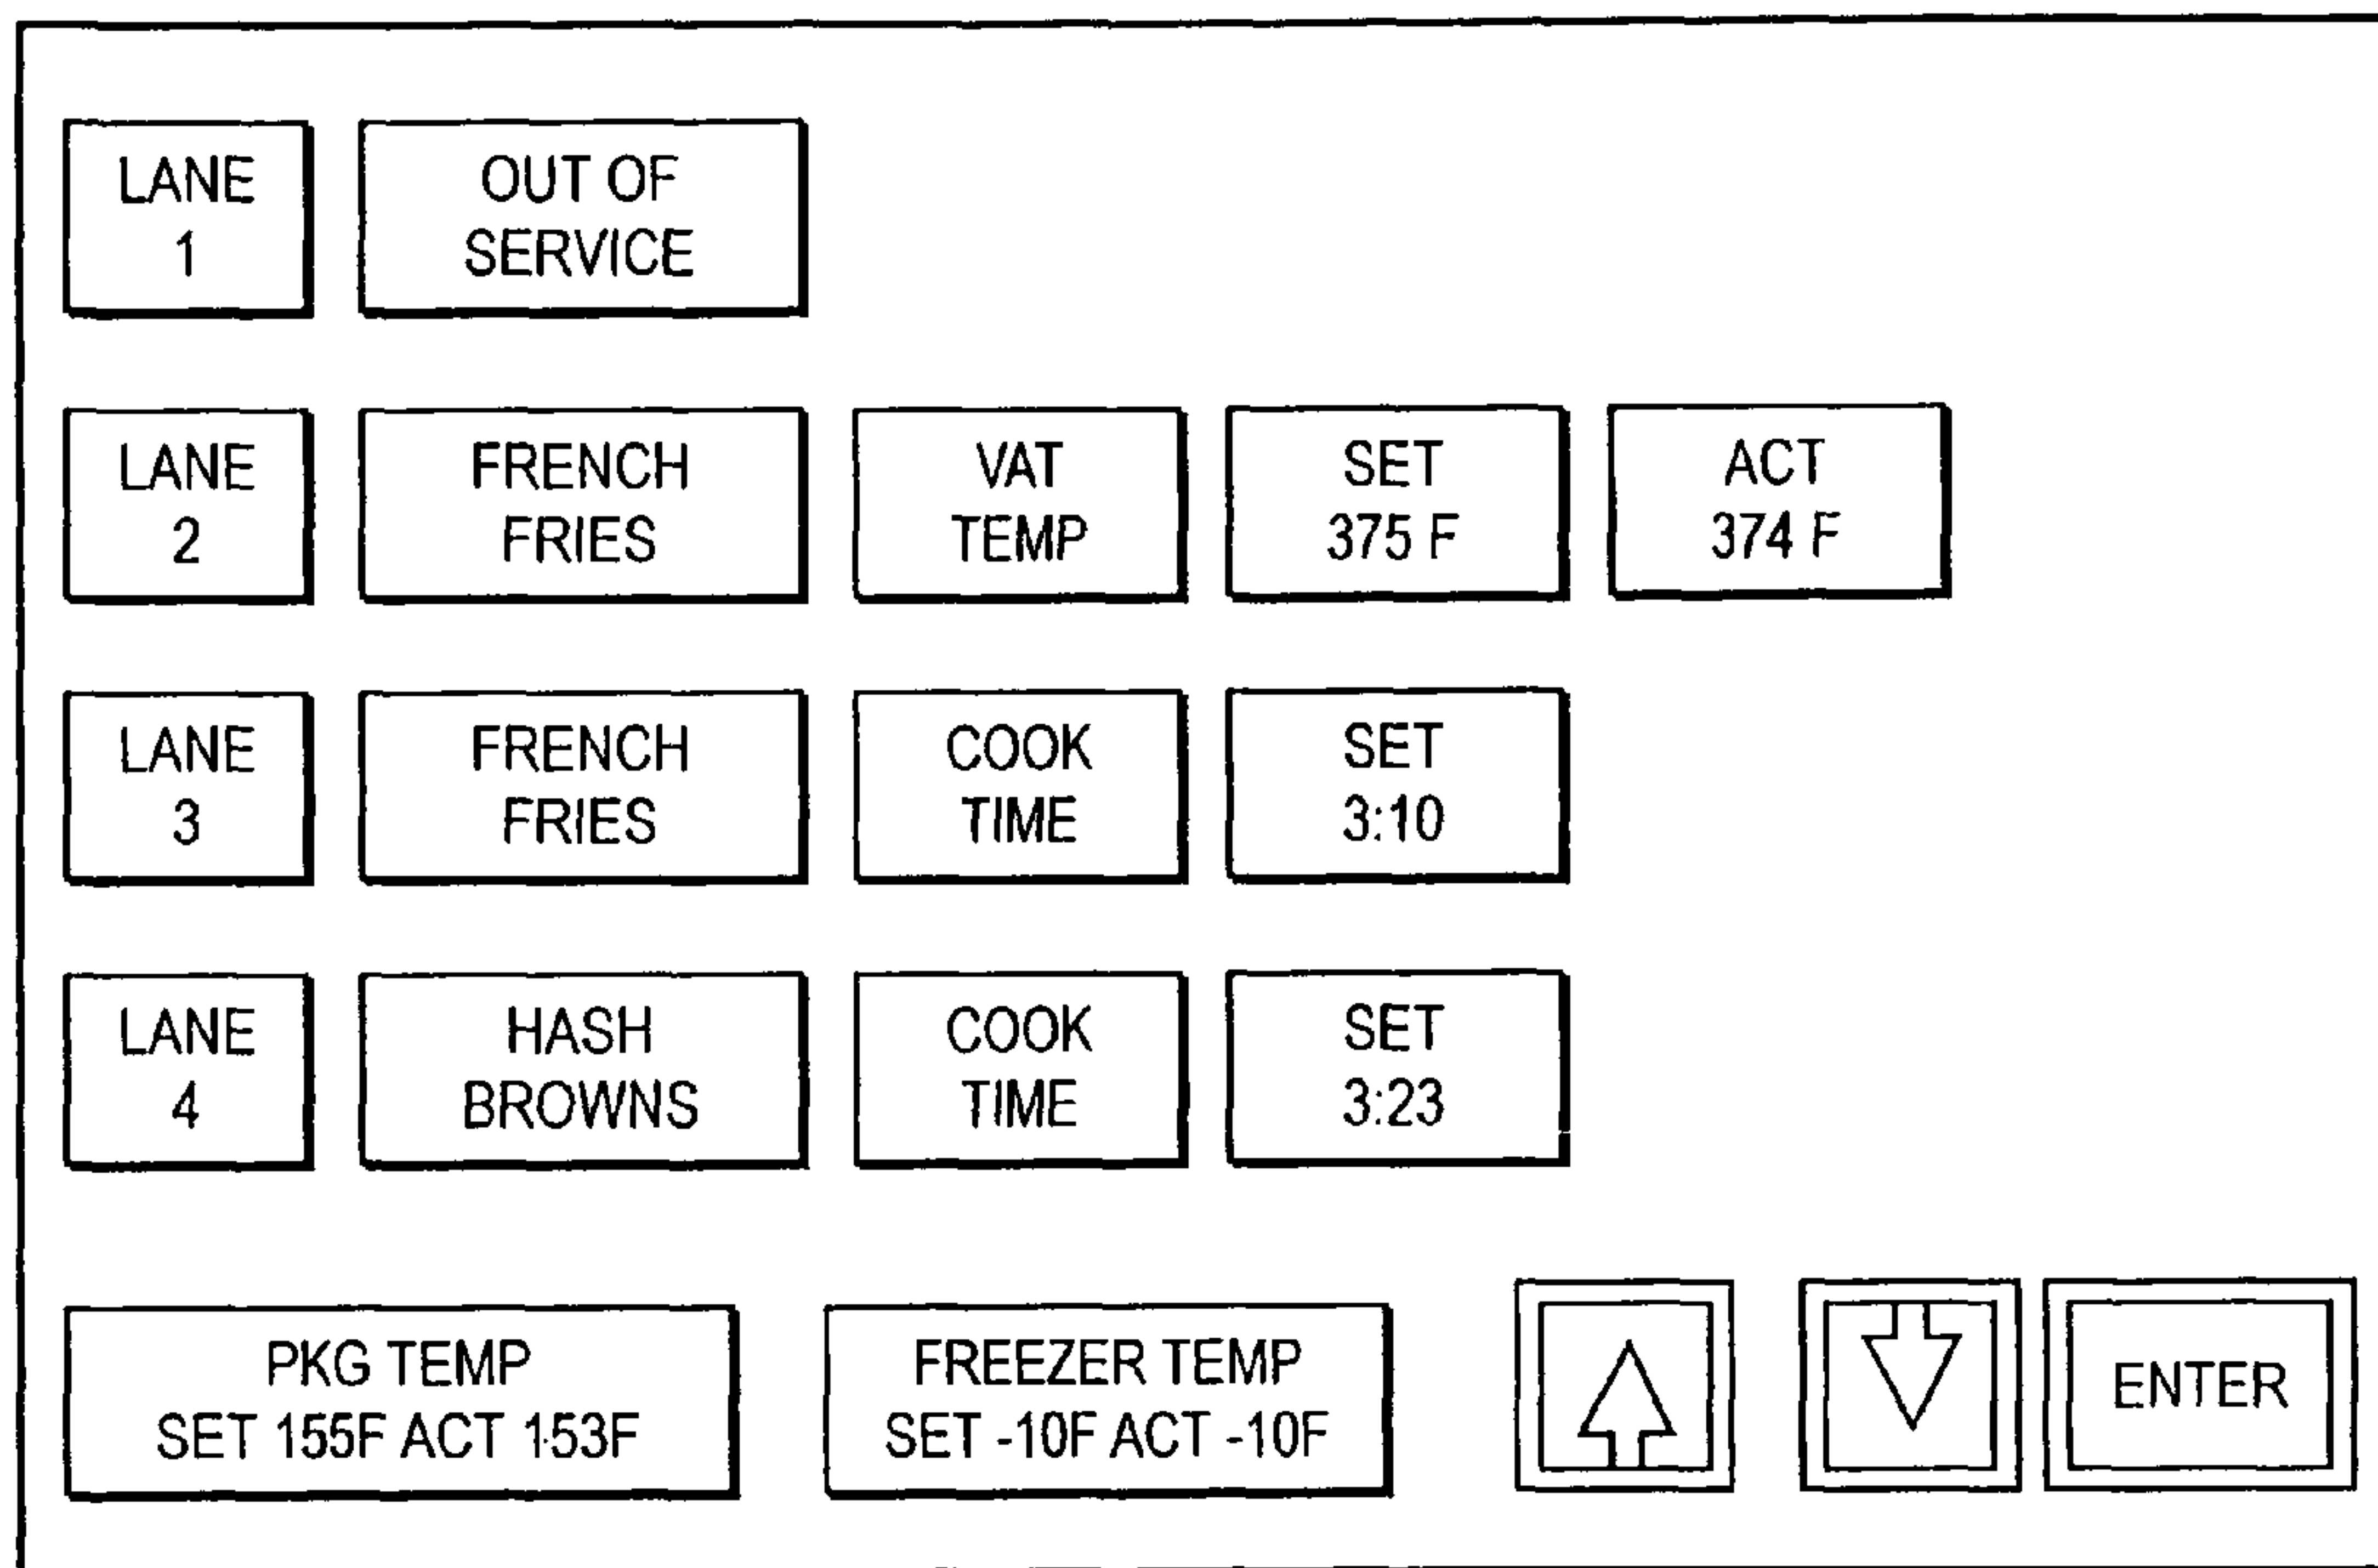 LANE
1
OUT OF
SERVICE
LANE
2
FRENCH
FRIES
VAT
TEMP
SET
375 F
ACT
374 F
LANE
3
FRENCH
FRIES
COOK
TIME
SET
3:10
LANE
4
HASH
BROWNS
COOK
TIME
SET
3:23
PKG TEMP
SET 155F ACT 153F
FREEZER TEMP
SET -10F ACT -10F
ENTER